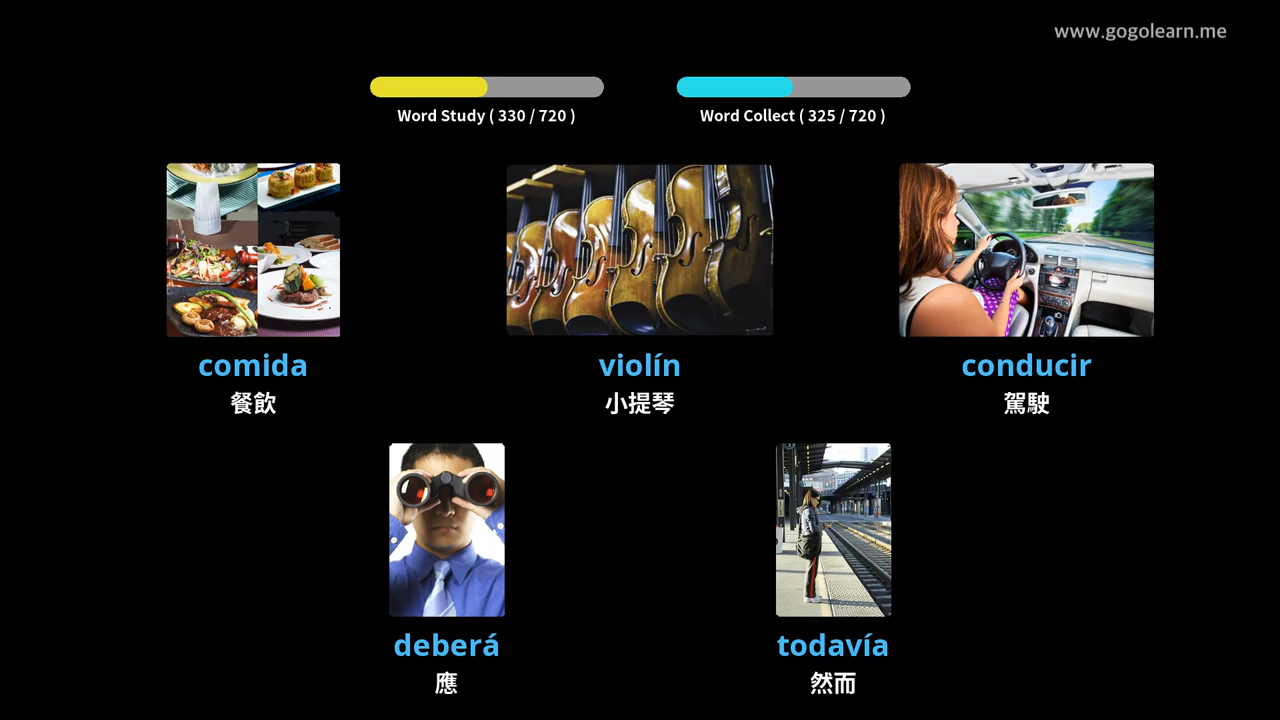 www.gogolearn.me
Word Study ( 330 / 720 )
Word Collect ( 325 / 720 )
comida
餐飲
violín
小提琴
conducir
駕駛
deberá
應
todavía
然而